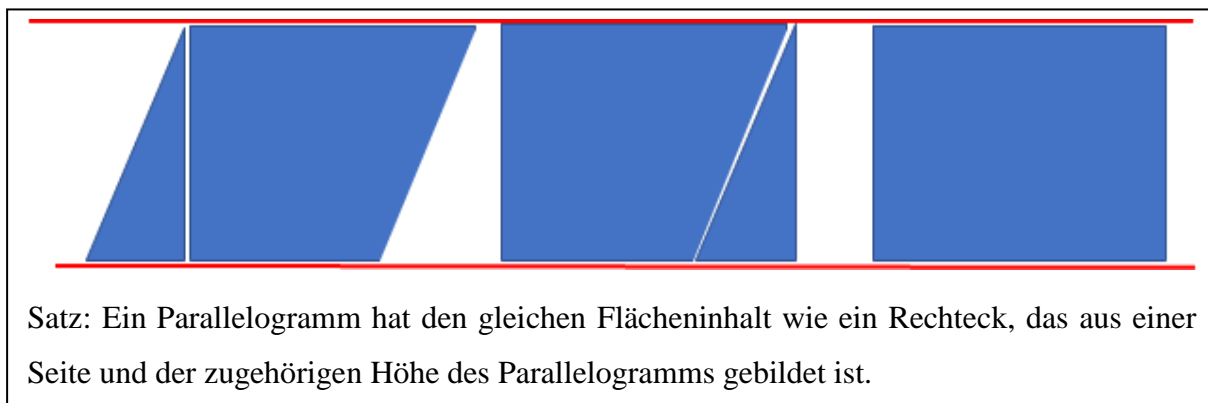 Satz: Ein Parallelogramm hat den gleichen Flächeninhalt wie ein Rechteck, das aus einer
Seite und der zugehörigen Höhe des Parallelogramms gebildet ist.